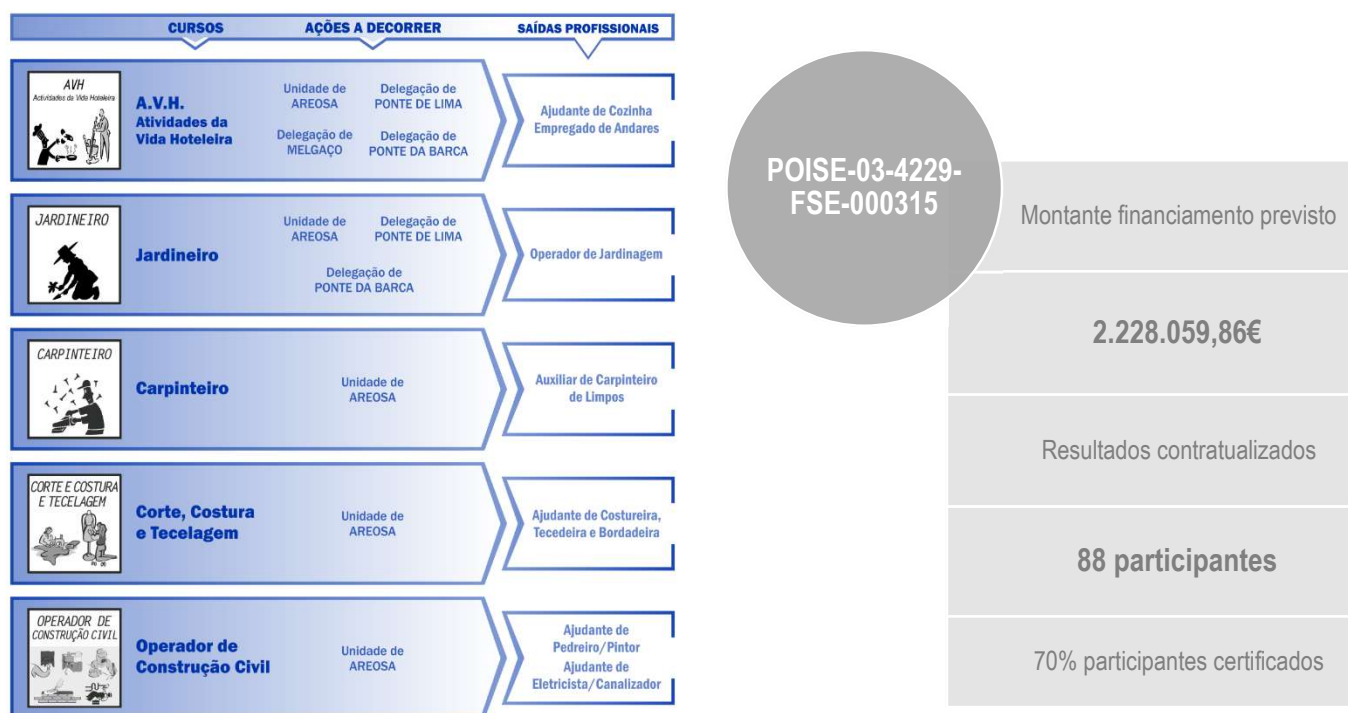 CURSOS
AÇÕES A DECORRER
SAÍDAS PROFISSIONAIS
AVH
Actividades da Vida Hoteleira
A.V.H.
Atividades da
Vida Hoteleira
Unidade de
AREOSA
Delegação de
PONTE DE LIMA
Delegação de
MELGAÇO
Delegação de
PONTE DA BARCA
Ajudante de Cozinha
Empregado de Andares
JARDINEIRO
Jardineiro
Unidade de
AREOSA
Delegação de
PONTE DE LIMA
Delegação de
PONTE DA BARCA
Operador de Jardinagem
CARPINTEIRO
Carpinteiro
Unidade de
AREOSA
Auxiliar de Carpinteiro
de Limpos
CORTE E COSTURA
E TECELAGEM
Corte, Costura
e Tecelagem
Unidade de
AREOSA
Ajudante de Costureira,
Tecedeira e Bordadeira
OPERADOR DE
CONSTRUÇÃO CIVIL
Operador de
Construção Civil
Unidade de
AREOSA
Ajudante de
Pedreiro/Pintor
Ajudante de
Eletricista/Canalizador
POISE-03-4229-
FSE-000315
Montante financiamento previsto
2.228.059,86€
Resultados contratualizados
88 participantes
70% participantes certificados